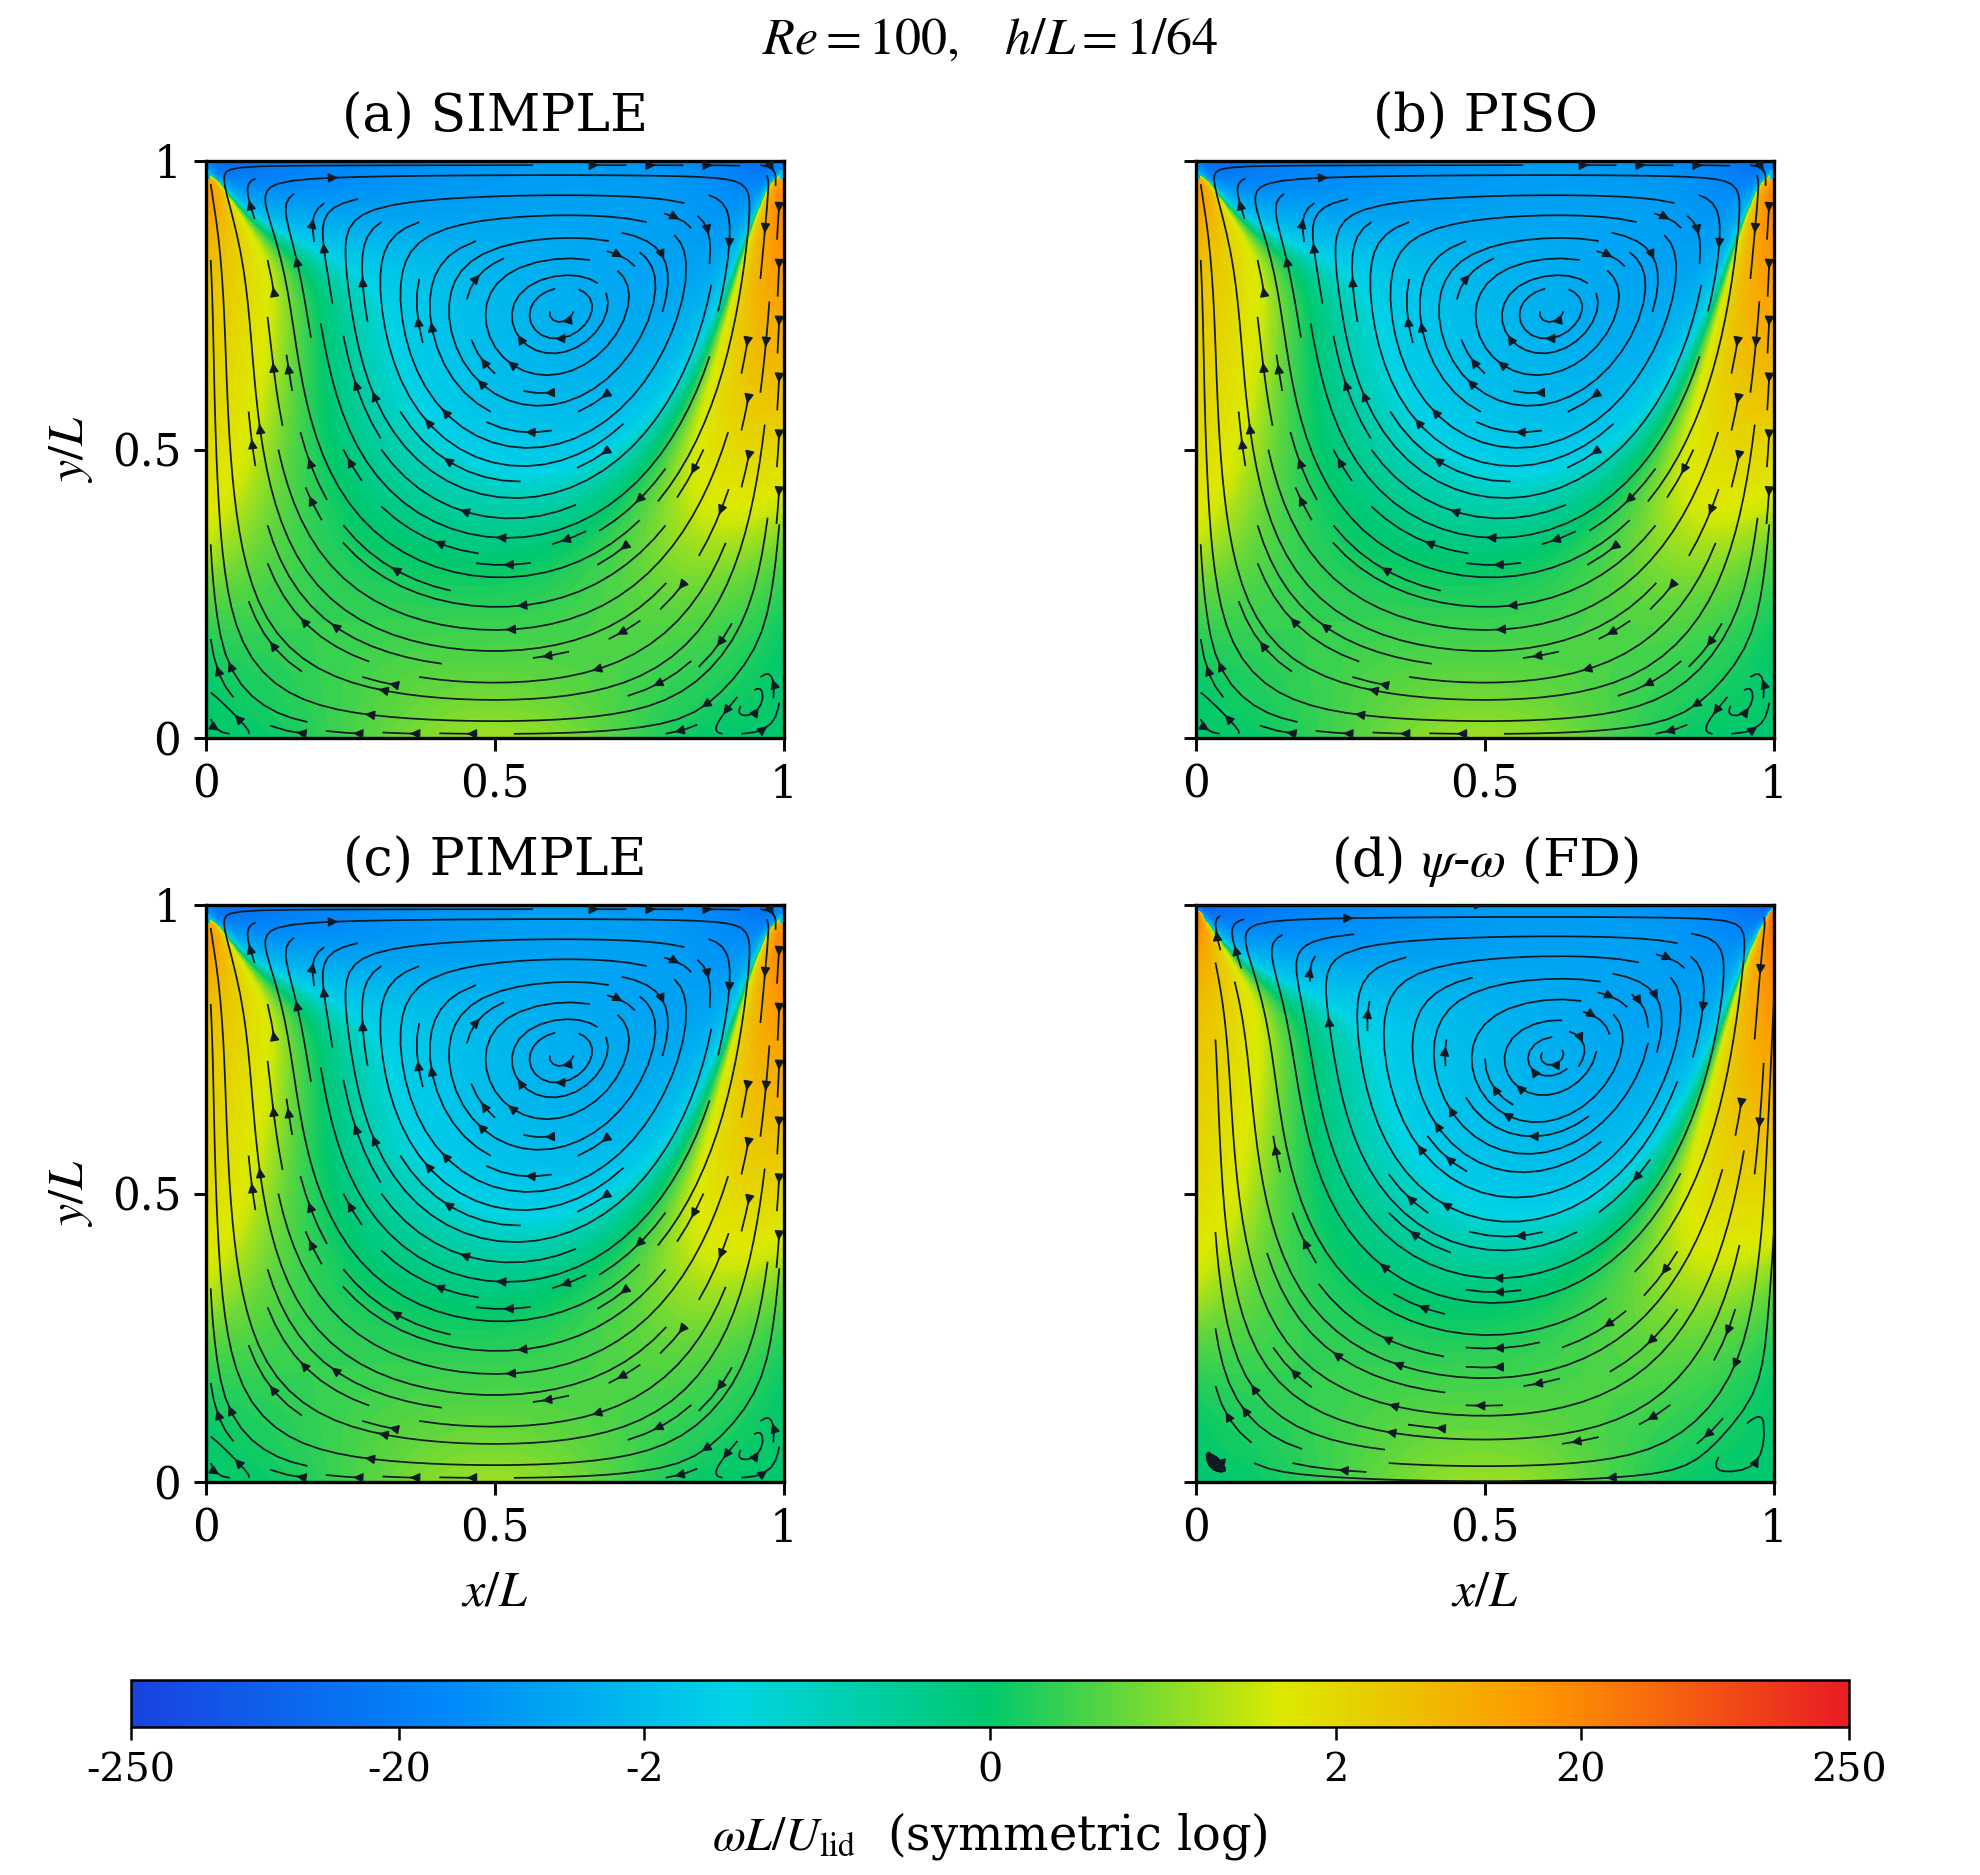 Re = 100,   h/L = 1/64
(a) SIMPLE
(b) PISO
1
y/L
0.5
0
0 0.5 1
0 0.5 1
(c) PIMPLE
(d) ψ-ω (FD)
1
y/L
0.5
0
0 0.5 1
0 0.5 1
x/L
x/L
-250 -20 -2 0 2 20 250
ωL/U_lid (symmetric log)